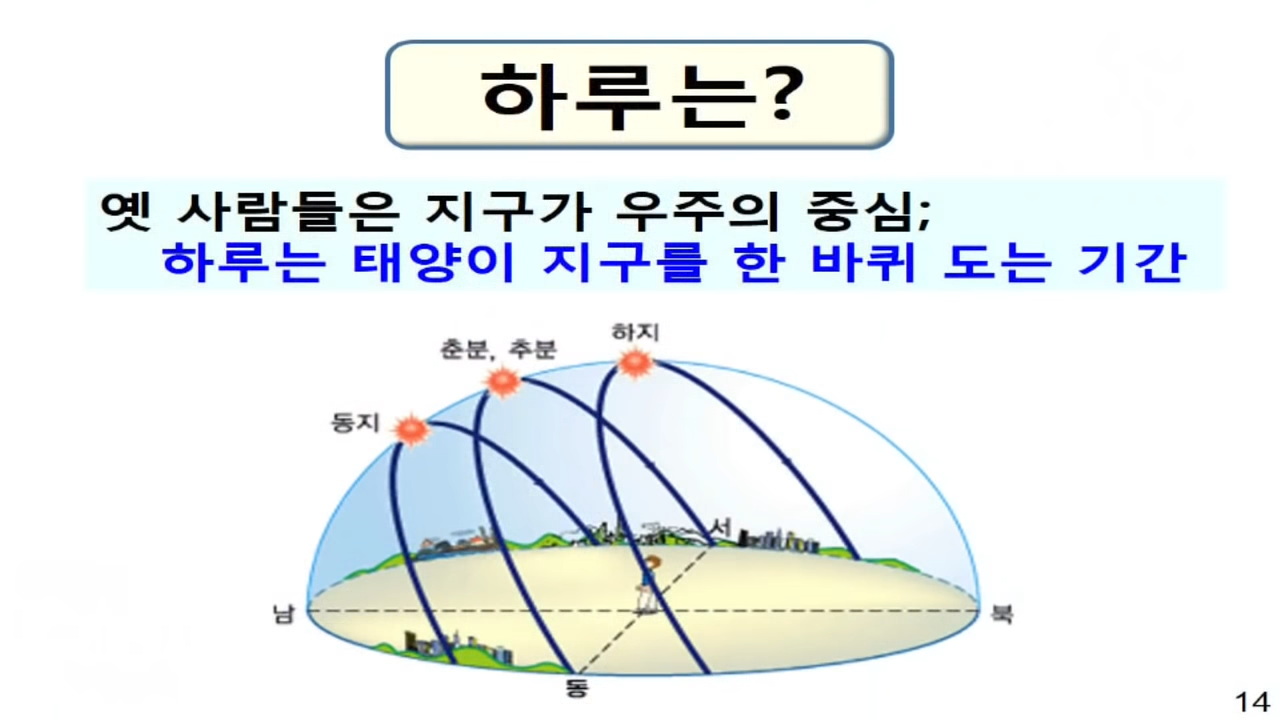 하루는?
옛 사람들은 지구가 우주의 중심;
하루는 태양이 지구를 한 바퀴 도는 기간
하지
춘분, 추분
동지
서
남
북
동
14